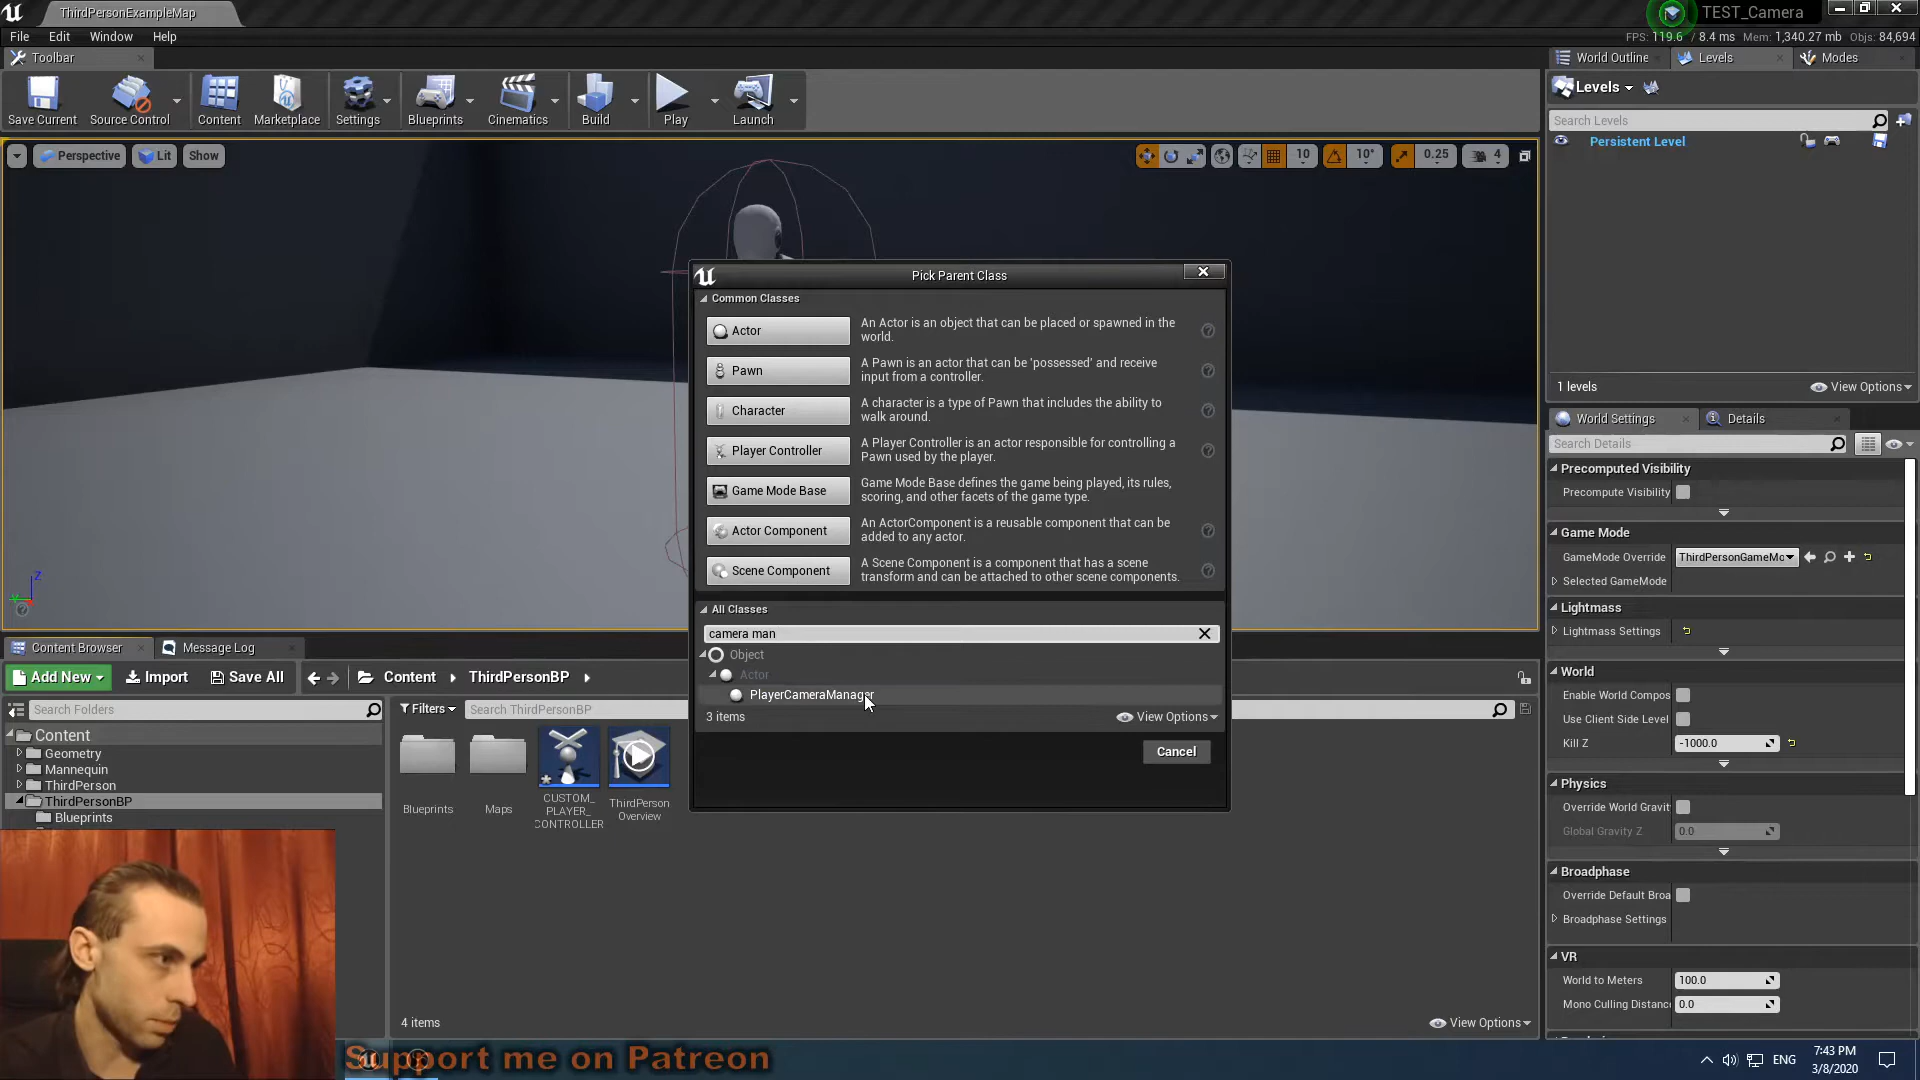 ThirdPersonExampleMap
TEST_Camera
File Edit Window Help
FPS: 119.6 / 8.4 ms Mem: 1,340.27 mb Objs: 84,694
Toolbar
World Outline
Levels
Modes
Save Current
Source Control
Content
Marketplace
Settings
Blueprints
Cinematics
Build
Play
Launch
Levels
Search Levels
Persistent Level
Perspective
Lit
Show
10
10°
0.25
4
1 levels
View Options
Pick Parent Class
Common Classes
Actor
An Actor is an object that can be placed or spawned in the
world.
Pawn
A Pawn is an actor that can be 'possessed' and receive
input from a controller.
Character
A character is a type of Pawn that includes the ability to
walk around.
Player Controller
A Player Controller is an actor responsible for controlling a
Pawn used by the player.
Game Mode Base
Game Mode Base defines the game being played, its rules,
scoring, and other facets of the game type.
Actor Component
An ActorComponent is a reusable component that can be
added to any actor.
Scene Component
A Scene Component is a component that has a scene
transform and can be attached to other scene components.
All Classes
camera man
Object
Actor
PlayerCameraManager
3 items
View Options
Cancel
World Settings
Details
Search Details
Precomputed Visibility
Precompute Visibility
Game Mode
GameMode Override
ThirdPersonGameMo
Selected GameMode
Lightmass
Lightmass Settings
World
Enable World Compos
Use Client Side Level
Kill Z
-1000.0
Physics
Override World Gravit
Global Gravity Z
0.0
Broadphase
Override Default Broa
Broadphase Settings
VR
World to Meters
100.0
Mono Culling Distanc
0.0
Z
Content Browser
Message Log
Add New
Import
Save All
Content
ThirdPersonBP
Search Folders
Filters
Search ThirdPersonBP
Content
Geometry
Mannequin
ThirdPerson
ThirdPersonBP
Blueprints
Blueprints
Maps
CUSTOM_
PLAYER_
CONTROLLER
ThirdPerson
Overview
4 items
View Options
Support me on Patreon
ENG
7:43 PM
3/8/2020